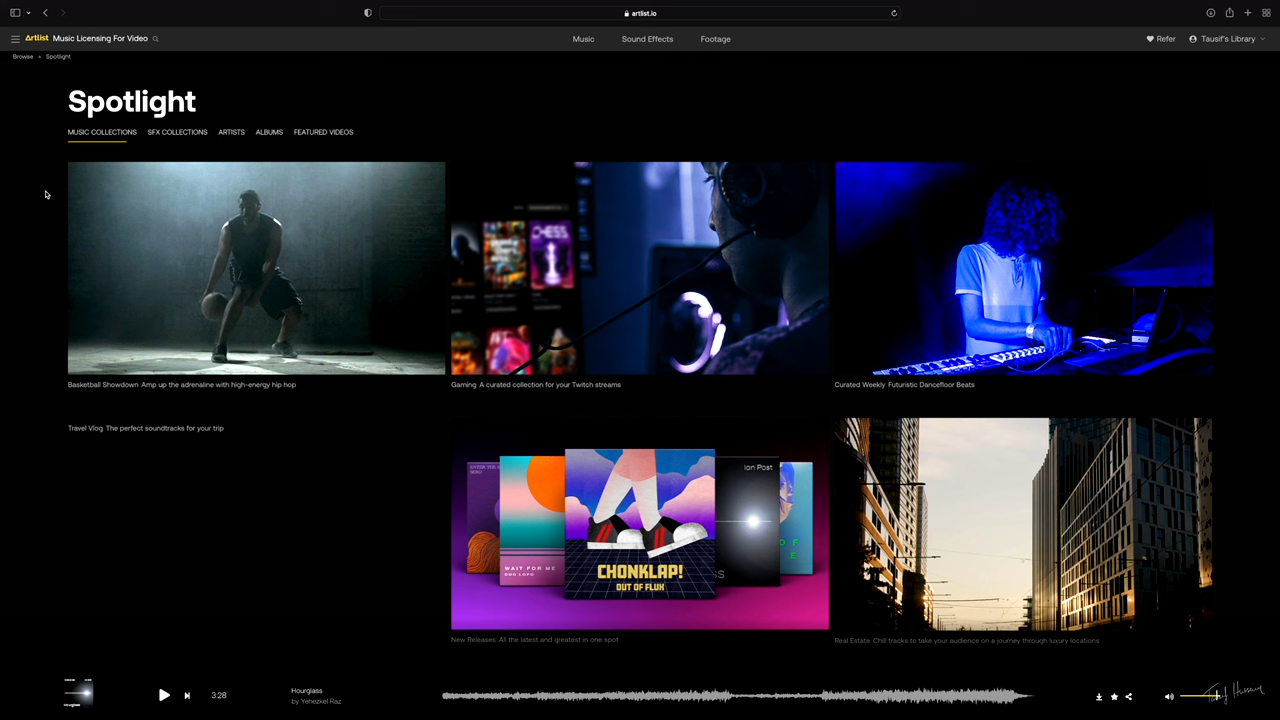 artlist.io
Artlist Music Licensing For Video
Music Sound Effects Footage
Refer Tausif's Library
Browse > Spotlight
Spotlight
MUSIC COLLECTIONS SFX COLLECTIONS ARTISTS ALBUMS FEATURED VIDEOS
CHESS
Basketball Showdown Amp up the adrenaline with high-energy hip hop
Gaming A curated collection for your Twitch streams
Curated Weekly Futuristic Dancefloor Beats
Travel Vlog The perfect soundtracks for your trip
Ian Post
WAIT FOR ME
DUO LOFO
CHONKLAP!
OUT OF FLUX
New Releases All the latest and greatest in one spot
Real Estate Chill tracks to take your audience on a journey through luxury locations
3:28
Hourglass
by Yehezkel Raz